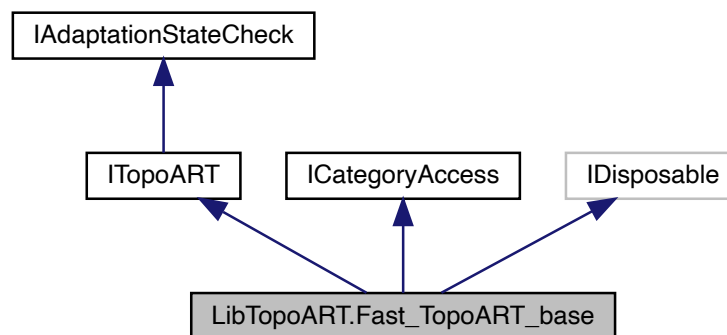 IAdaptationStateCheck
ITopoART
ICategoryAccess
IDisposable
LibTopoART.Fast_TopoART_base